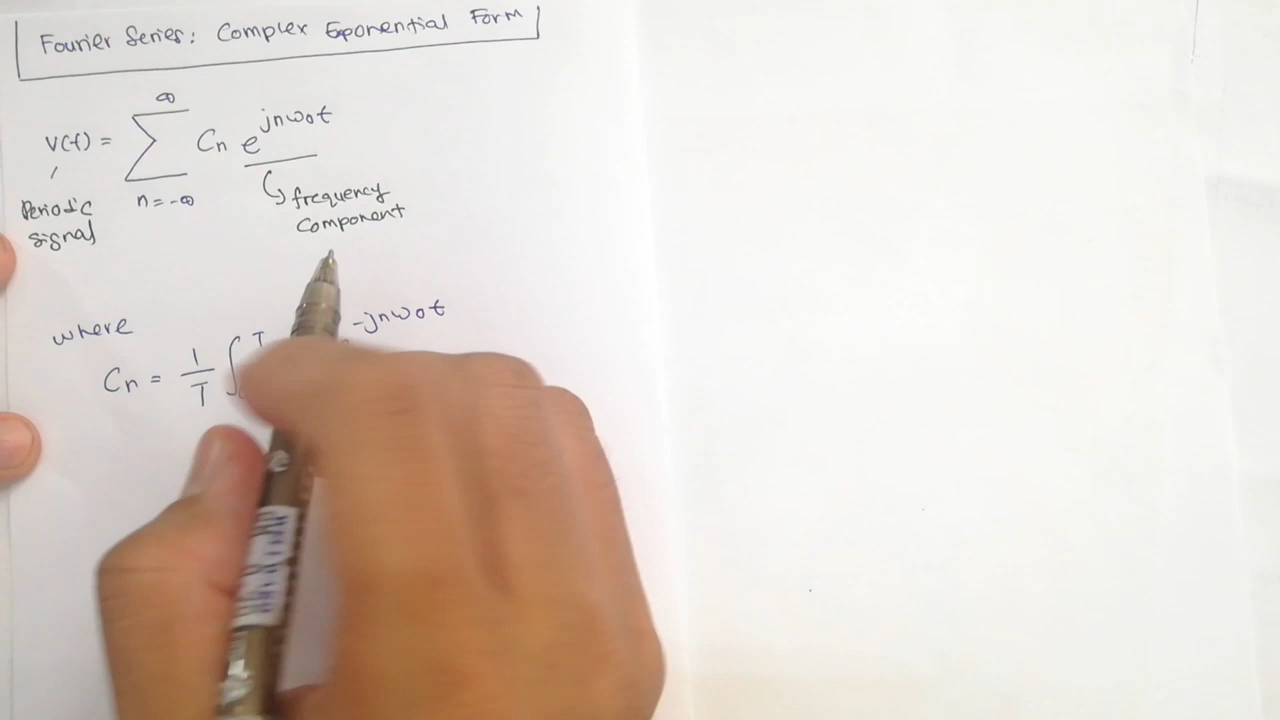 Fourier Series: Complex Exponential Form
∞
v(t) = ∑ Cn e^jnω0t
n = -∞
Periodic
signal
frequency
component
where
Cn = 1/T ∫ T -jnω0t